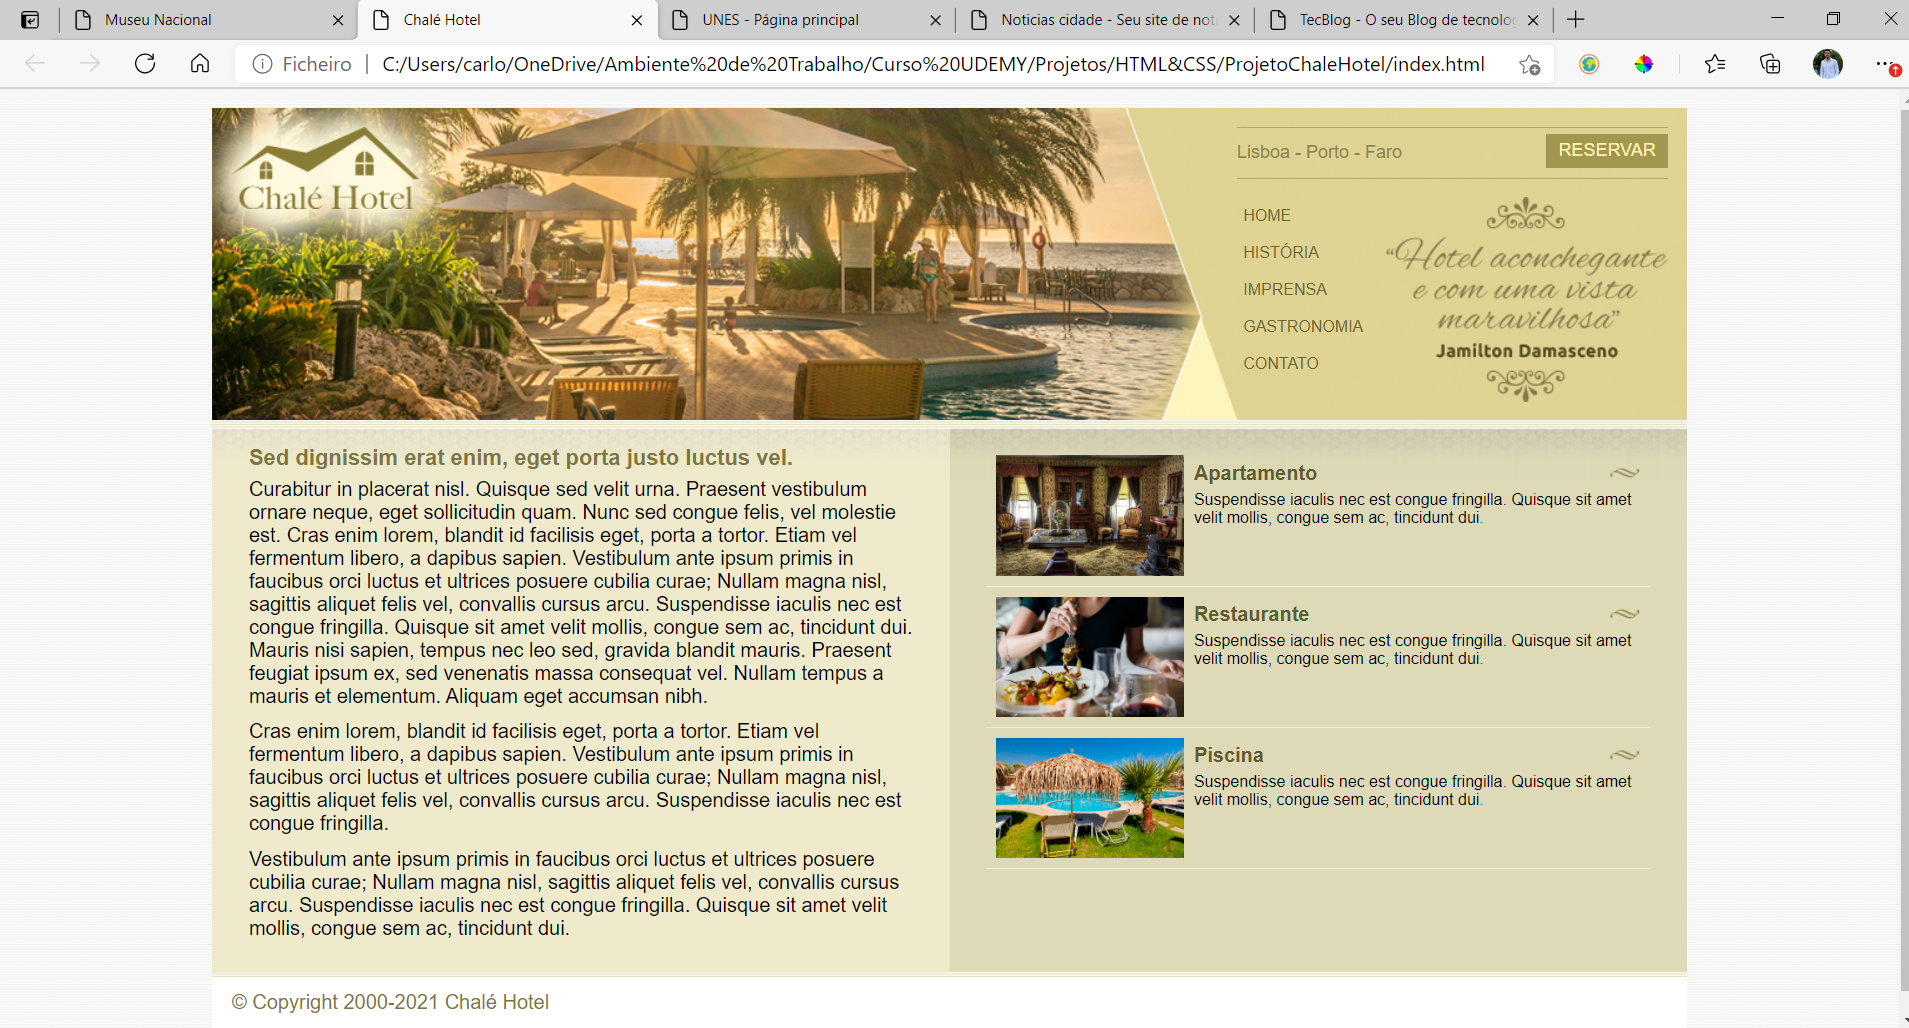 Museu Nacional
Chalé Hotel
UNES - Página principal
Noticias cidade - Seu site de not
TecBlog - O seu Blog de tecnolo
Ficheiro | C:/Users/carlo/OneDrive/Ambiente%20de%20Trabalho/Curso%20UDEMY/Projetos/HTML&CSS/ProjetoChaleHotel/index.html
Chalé Hotel
Lisboa - Porto - Faro
RESERVAR
HOME
HISTÓRIA
IMPRENSA
GASTRONOMIA
CONTATO
“Hotel aconchegante
e com uma vista
maravilhosa”
Jamilton Damasceno
Sed dignissim erat enim, eget porta justo luctus vel.
Curabitur in placerat nisl. Quisque sed velit urna. Praesent vestibulum
ornare neque, eget sollicitudin quam. Nunc sed congue felis, vel molestie
est. Cras enim lorem, blandit id facilisis eget, porta a tortor. Etiam vel
fermentum libero, a dapibus sapien. Vestibulum ante ipsum primis in
faucibus orci luctus et ultrices posuere cubilia curae; Nullam magna nisl,
sagittis aliquet felis vel, convallis cursus arcu. Suspendisse iaculis nec est
congue fringilla. Quisque sit amet velit mollis, congue sem ac, tincidunt dui.
Mauris nisi sapien, tempus nec leo sed, gravida blandit mauris. Praesent
feugiat ipsum ex, sed venenatis massa consequat vel. Nullam tempus a
mauris et elementum. Aliquam eget accumsan nibh.
Cras enim lorem, blandit id facilisis eget, porta a tortor. Etiam vel
fermentum libero, a dapibus sapien. Vestibulum ante ipsum primis in
faucibus orci luctus et ultrices posuere cubilia curae; Nullam magna nisl,
sagittis aliquet felis vel, convallis cursus arcu. Suspendisse iaculis nec est
congue fringilla.
Vestibulum ante ipsum primis in faucibus orci luctus et ultrices posuere
cubilia curae; Nullam magna nisl, sagittis aliquet felis vel, convallis cursus
arcu. Suspendisse iaculis nec est congue fringilla. Quisque sit amet velit
mollis, congue sem ac, tincidunt dui.
Apartamento
Suspendisse iaculis nec est congue fringilla. Quisque sit amet
velit mollis, congue sem ac, tincidunt dui.
Restaurante
Suspendisse iaculis nec est congue fringilla. Quisque sit amet
velit mollis, congue sem ac, tincidunt dui.
Piscina
Suspendisse iaculis nec est congue fringilla. Quisque sit amet
velit mollis, congue sem ac, tincidunt dui.
© Copyright 2000-2021 Chalé Hotel